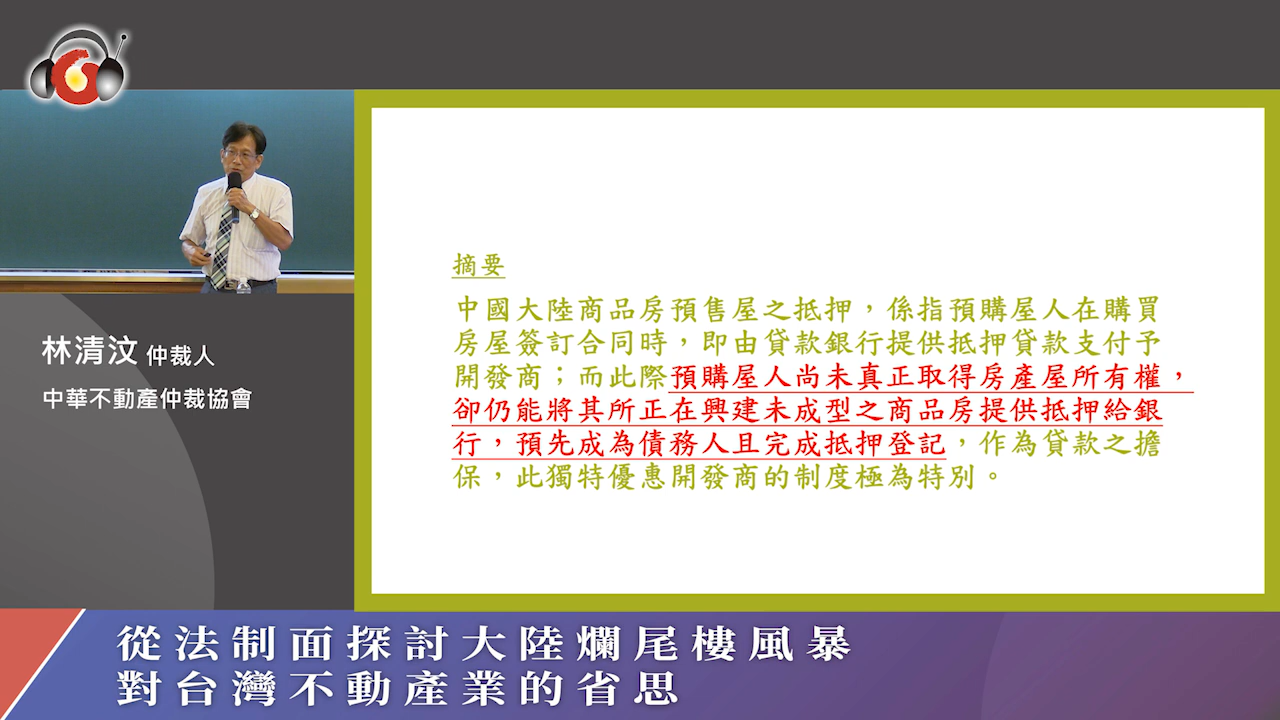 林清汶 仲裁人
中華不動產仲裁協會
摘要
中國大陸商品房預售屋之抵押，係指預購屋人在購買
房屋簽訂合同時，即由貸款銀行提供抵押貸款支付予
開發商；而此際預購屋人尚未真正取得房產屋所有權，
卻仍能將其所正在興建未成型之商品房提供抵押給銀
行，預先成為債務人且完成抵押登記，作為貸款之擔
保，此獨特優惠開發商的制度極為特別。
從法制面探討大陸爛尾樓風暴
對台灣不動產業的省思